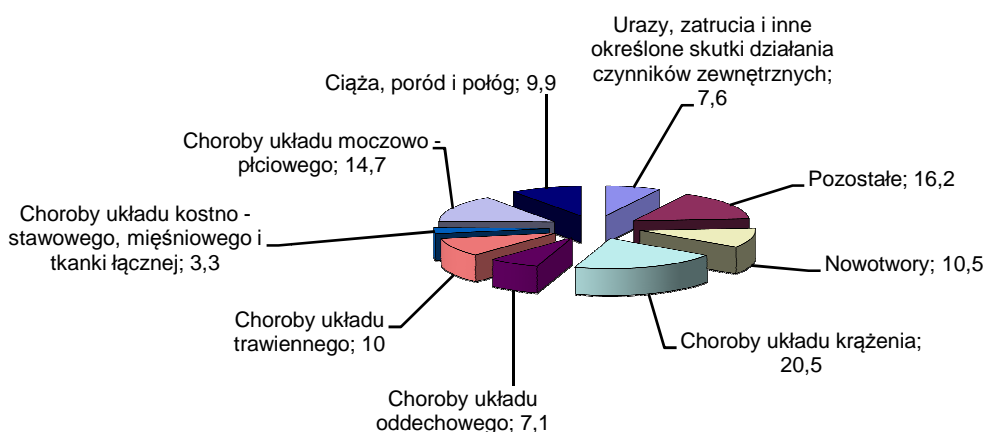 Urazy, zatrucia i inne
określone skutki działania
czynników zewnętrznych;
7,6
Ciąża, poród i połóg; 9,9
Choroby układu moczowo -
płciowego; 14,7
Pozostałe; 16,2
Choroby układu kostno -
stawowego, mięśniowego i
tkanki łącznej; 3,3
Nowotwory; 10,5
Choroby układu
trawiennego; 10
Choroby układu krążenia;
20,5
Choroby układu
oddechowego; 7,1